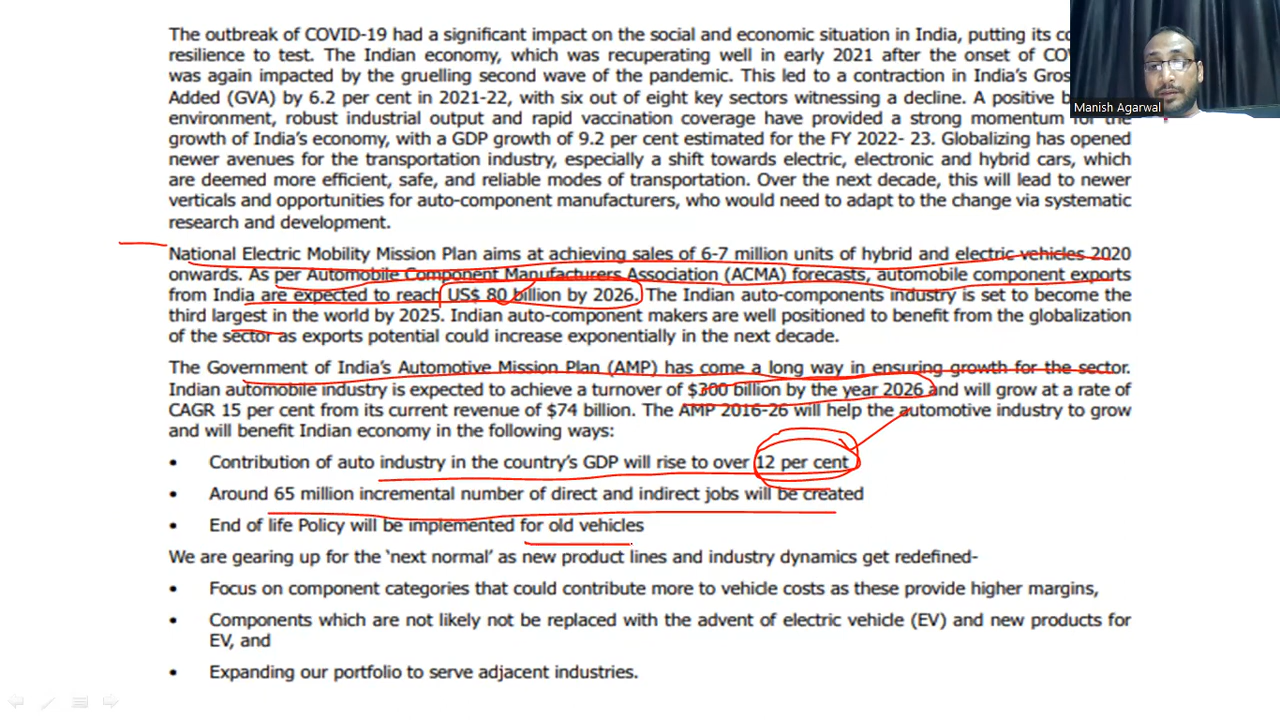 The outbreak of COVID-19 had a significant impact on the social and economic situation in India, putting its
resilience to test. The Indian economy, which was recuperating well in early 2021 after the onset of
was again impacted by the gruelling second wave of the pandemic. This led to a contraction in India's
Added (GVA) by 6.2 per cent in 2021-22, with six out of eight key sectors witnessing a decline. A positive
Manish Agarwal
environment, robust industrial output and rapid vaccination coverage have provided a strong momentum for the
growth of India's economy, with a GDP growth of 9.2 per cent estimated for the FY 2022- 23. Globalizing has opened
newer avenues for the transportation industry, especially a shift towards electric, electronic and hybrid cars, which
are deemed more efficient, safe, and reliable modes of transportation. Over the next decade, this will lead to newer
verticals and opportunities for auto-component manufacturers, who would need to adapt to the change via systematic
research and development.
National Electric Mobility Mission Plan aims at achieving sales of 6-7 million units of hybrid and electric vehicles 2020
onwards. As per Automobile Component Manufacturers Association (ACMA) forecasts, automobile component exports
from India are expected to reach US$ 80 billion by 2026. The Indian auto-components industry is set to become the
third largest in the world by 2025. Indian auto-component makers are well positioned to benefit from the globalization
of the sector as exports potential could increase exponentially in the next decade.
The Government of India's Automotive Mission Plan (AMP) has come a long way in ensuring growth for the sector.
Indian automobile industry is expected to achieve a turnover of $300 billion by the year 2026 and will grow at a rate of
CAGR 15 per cent from its current revenue of $74 billion. The AMP 2016-26 will help the automotive industry to grow
and will benefit Indian economy in the following ways:
• Contribution of auto industry in the country's GDP will rise to over 12 per cent
• Around 65 million incremental number of direct and indirect jobs will be created
• End of life Policy will be implemented for old vehicles
We are gearing up for the 'next normal' as new product lines and industry dynamics get redefined-
• Focus on component categories that could contribute more to vehicle costs as these provide higher margins,
• Components which are not likely not be replaced with the advent of electric vehicle (EV) and new products for
EV, and
• Expanding our portfolio to serve adjacent industries.